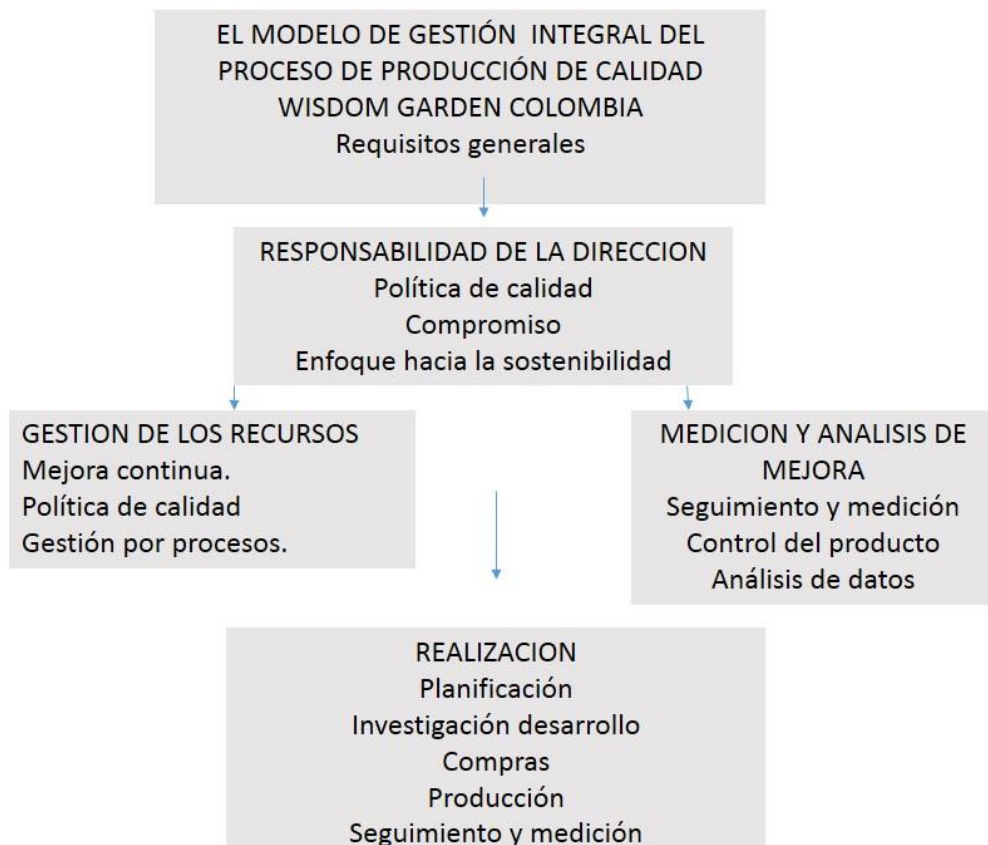 EL MODELO DE GESTIÓN INTEGRAL DEL
PROCESO DE PRODUCCIÓN DE CALIDAD
WISDOM GARDEN COLOMBIA
Requisitos generales
RESPONSABILIDAD DE LA DIRECCION
Política de calidad
Compromiso
Enfoque hacia la sostenibilidad
GESTION DE LOS RECURSOS
Mejora continua.
Política de calidad
Gestión por procesos.
MEDICION Y ANALISIS DE
MEJORA
Seguimiento y medición
Control del producto
Análisis de datos
REALIZACION
Planificación
Investigación desarrollo
Compras
Producción
Seguimiento y medición